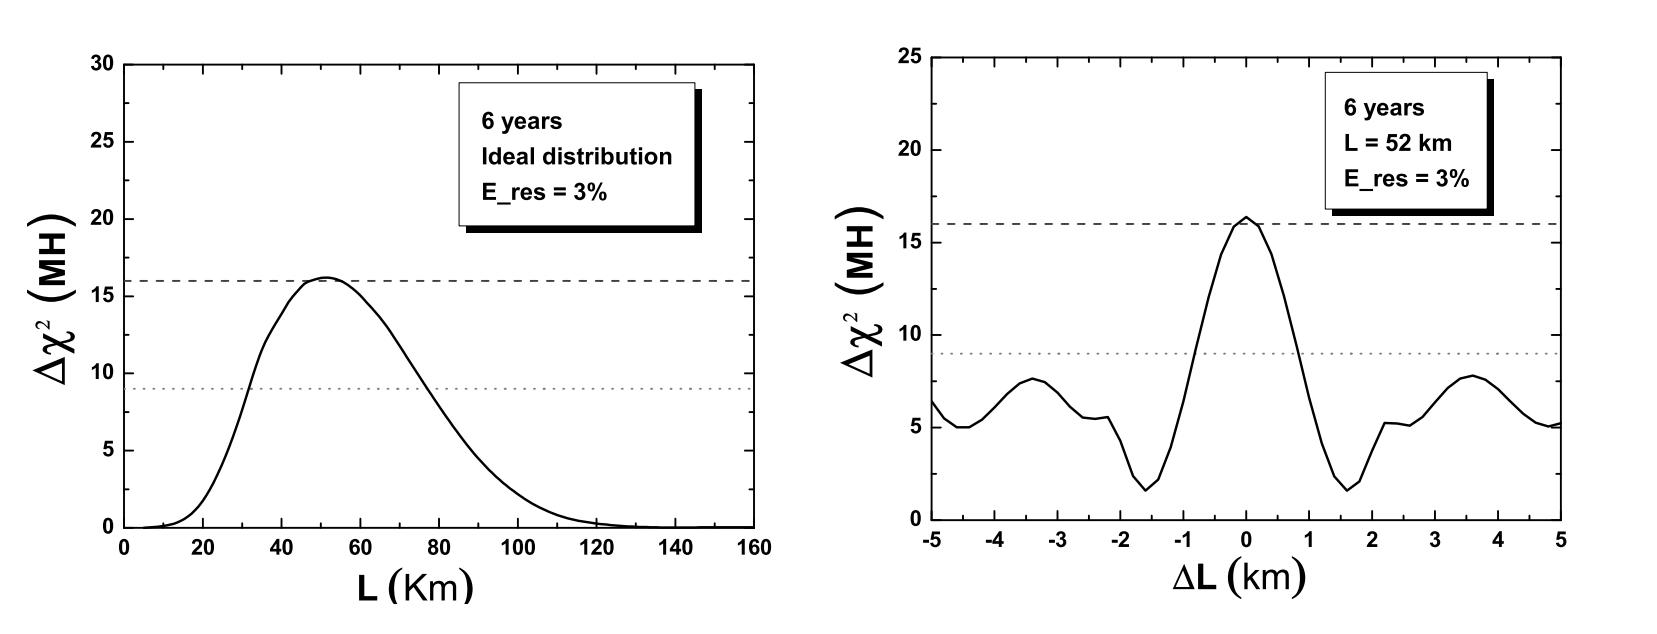 30
25
20
15
10
5
0
0 20 40 60 80 100 120 140 160
L (Km)
Δχ² (MH)
6 years
Ideal distribution
E_res = 3%
25
20
15
10
5
0
-5 -4 -3 -2 -1 0 1 2 3 4 5
ΔL (km)
Δχ² (MH)
6 years
L = 52 km
E_res = 3%